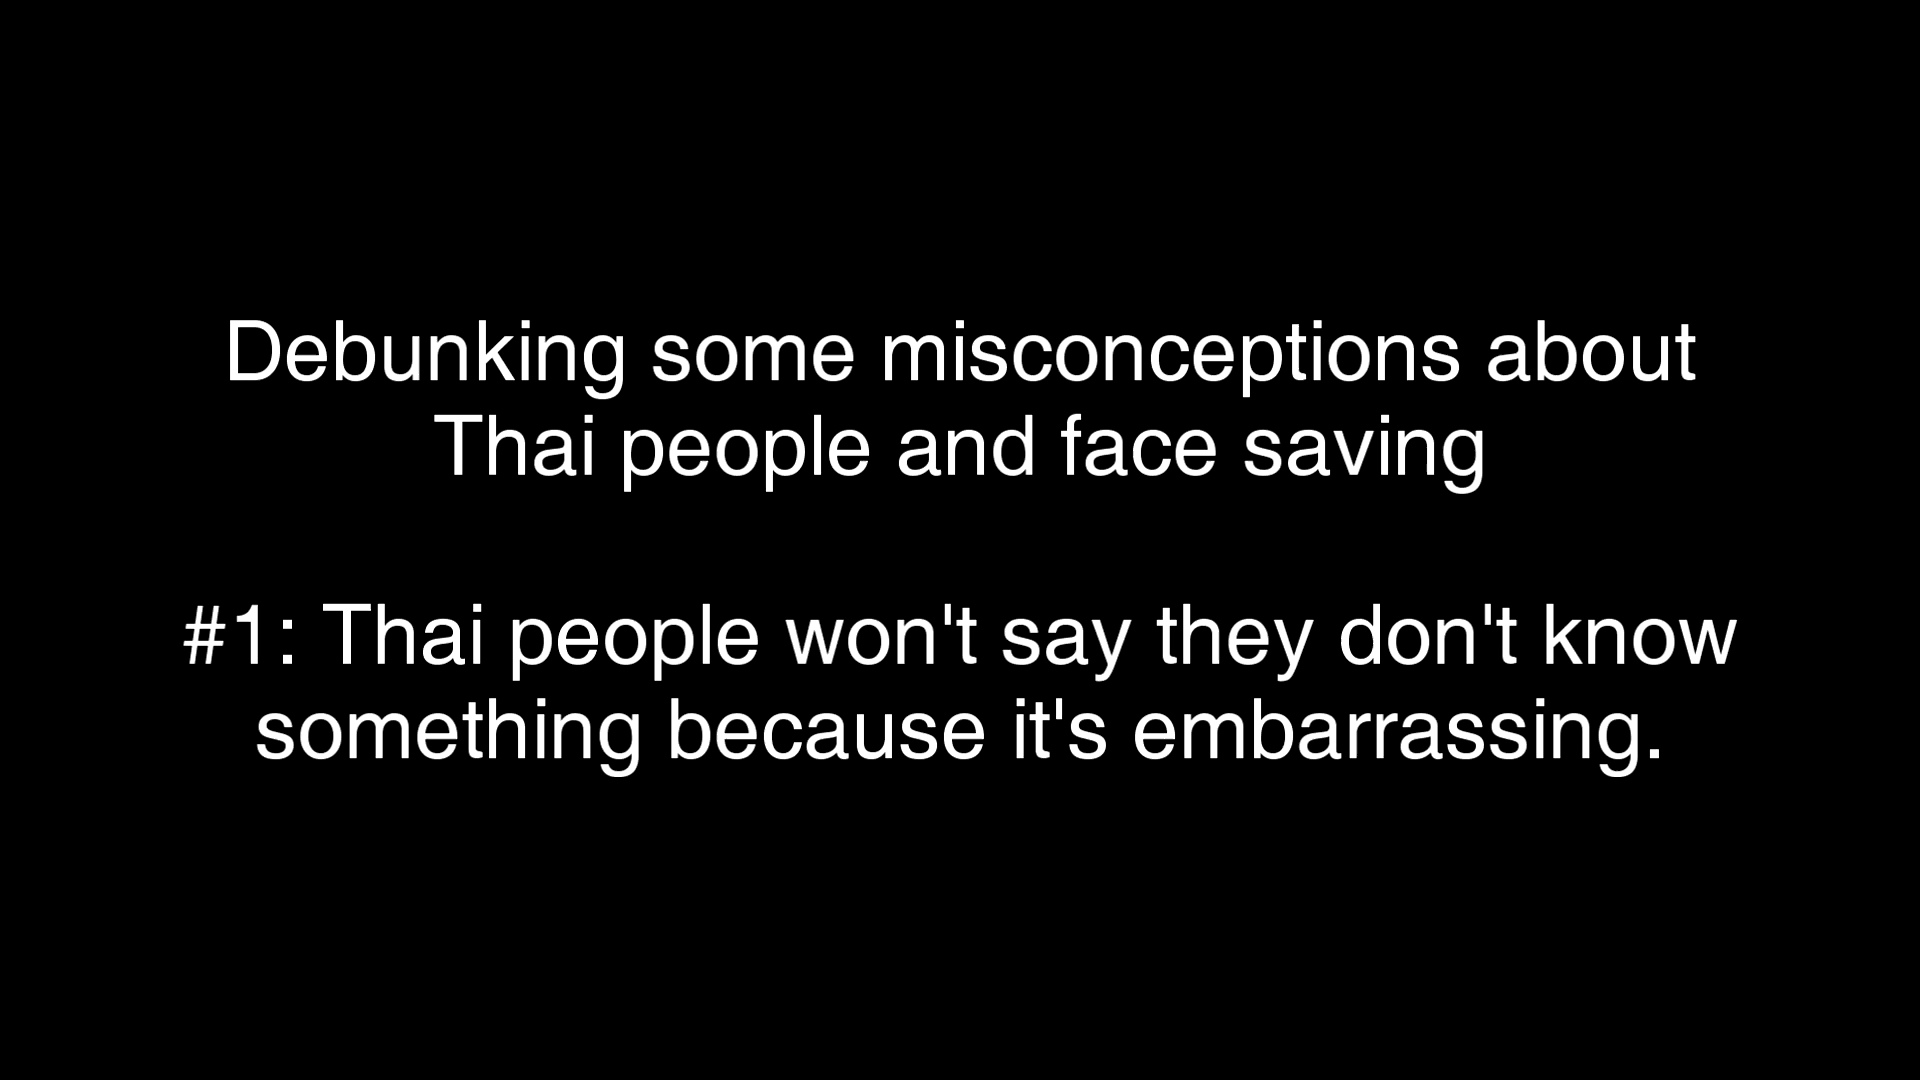 Debunking some misconceptions about
Thai people and face saving
#1: Thai people won't say they don't know
something because it's embarrassing.